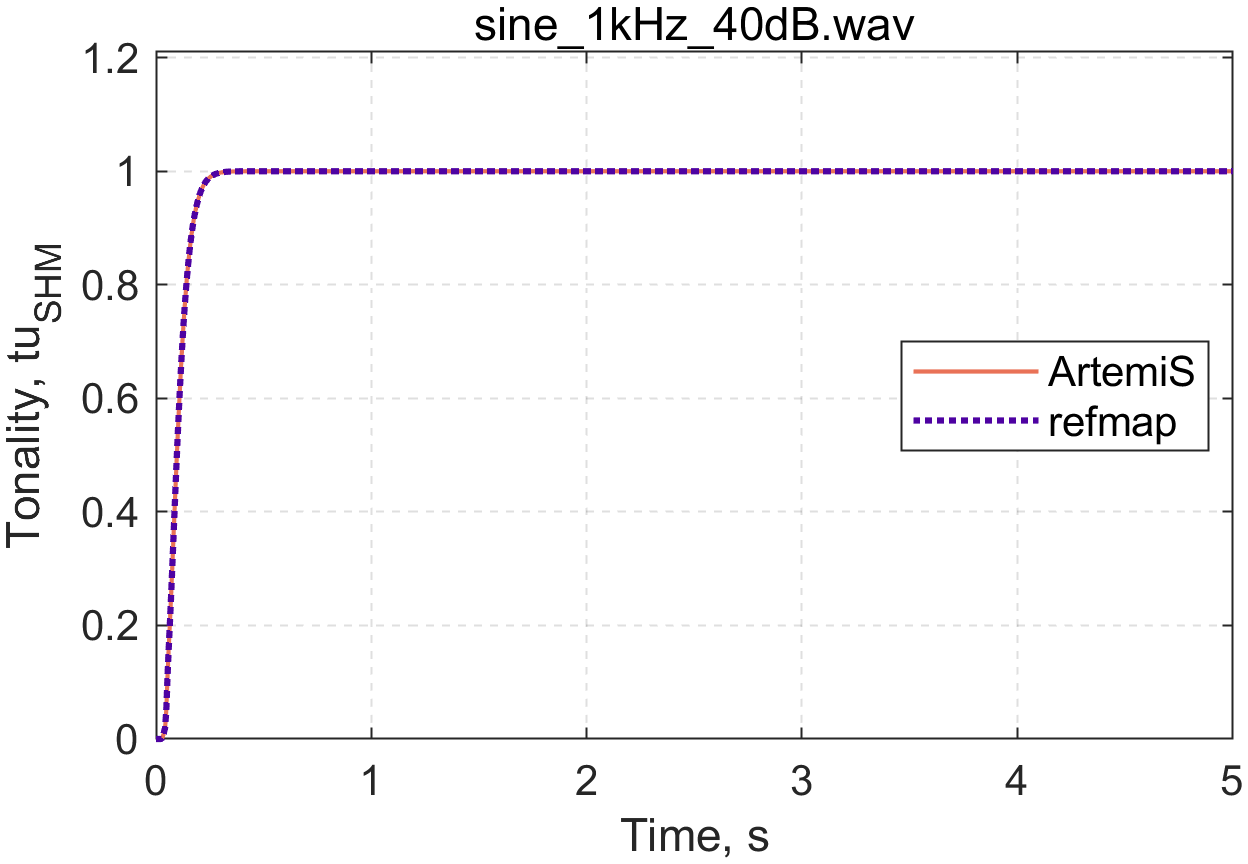 sine_1kHz_40dB.wav
1.2
1
0.8
0.6
0.4
0.2
0
Tonality, tuSHM
ArtemiS
refmap
0 1 2 3 4 5
Time, s